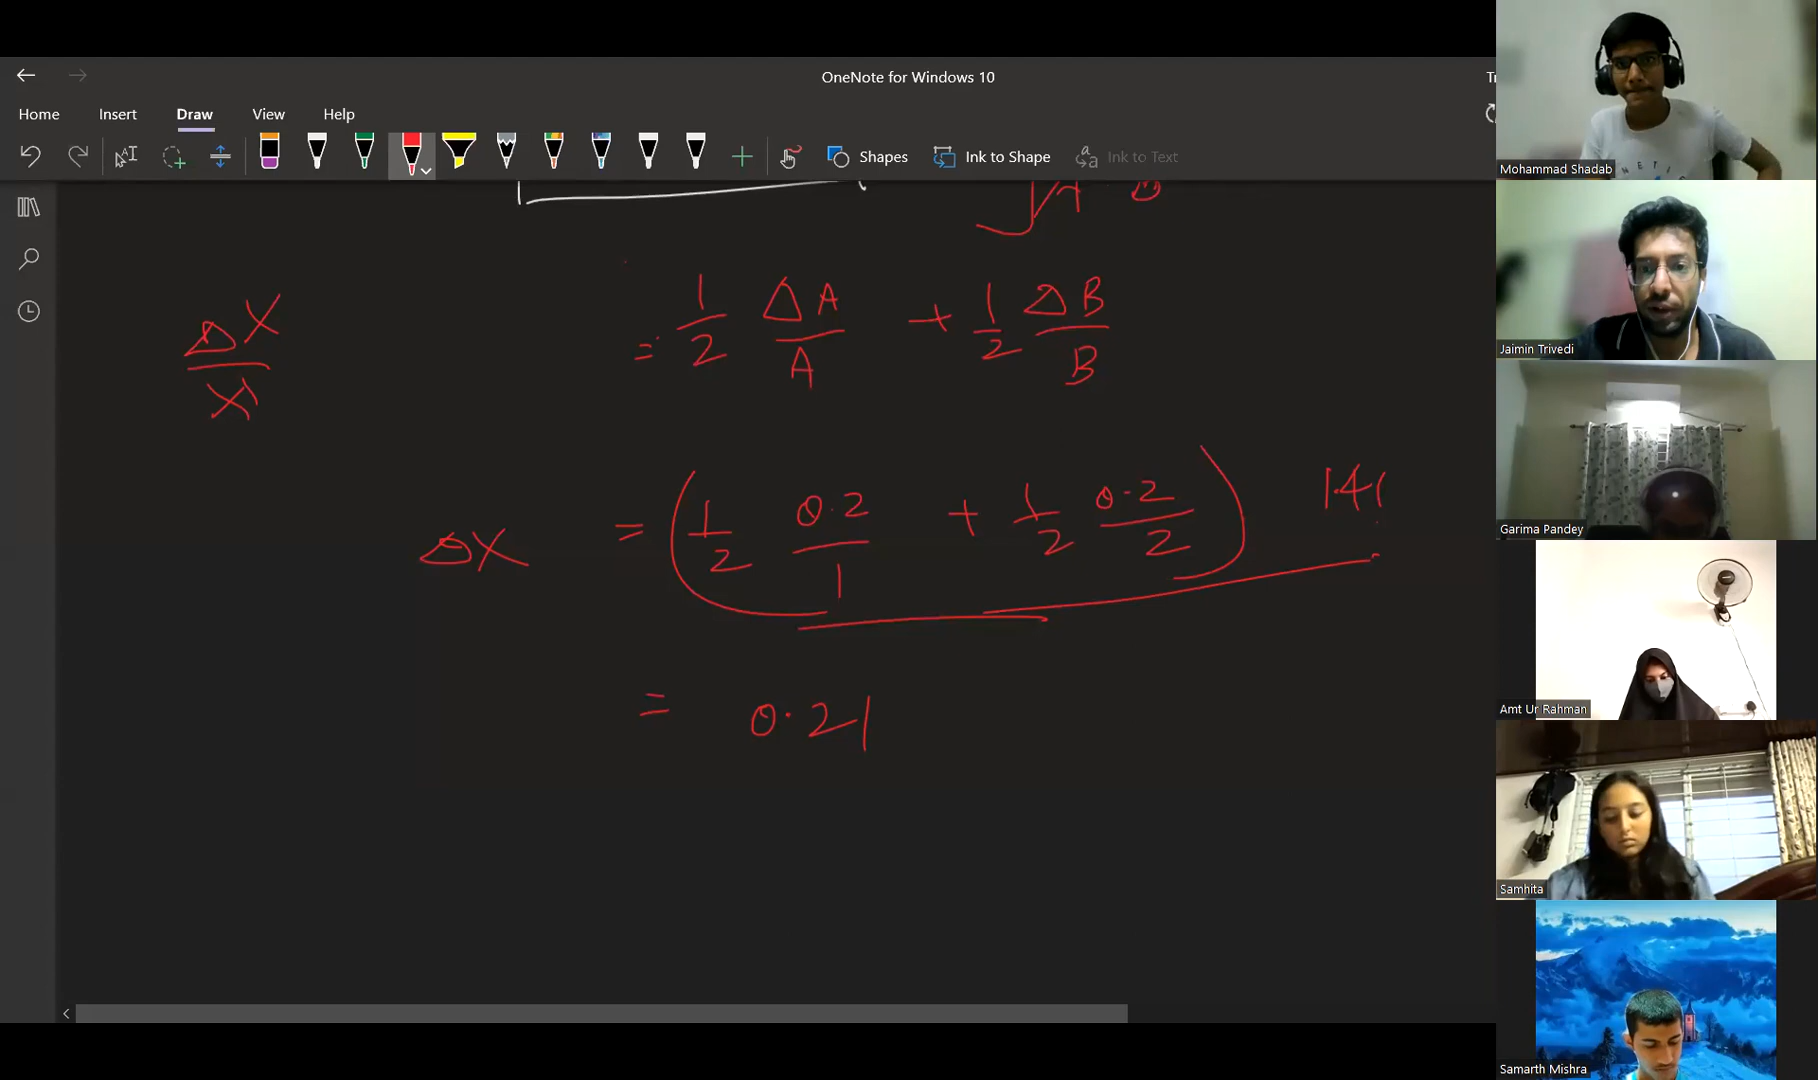 OneNote for Windows 10
Home Insert Draw View Help
Shapes Ink to Shape Ink to Text
ΔX/X = 1/2 ΔA/A + 1/2 ΔB/B
ΔX = (1/2 0.2/1 + 1/2 0.2/2) 1.41
= 0.21
Mohammad Shadab
Jaimin Trivedi
Garima Pandey
Amt Ur Rahman
Samhita
Samarth Mishra